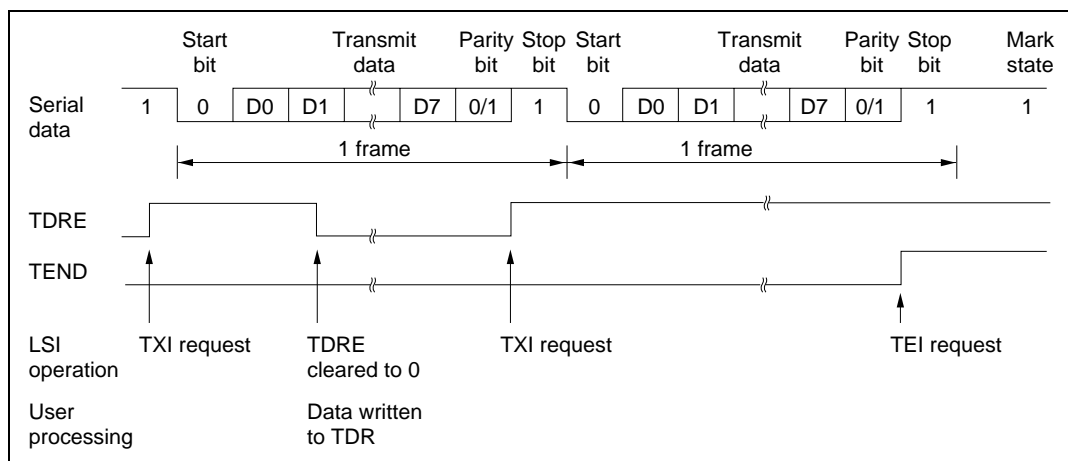 Start bit Transmit data Parity bit Stop bit Start bit Transmit data Parity bit Stop bit Mark state
Serial data 1 0 D0 D1 D7 0/1 1 0 D0 D1 D7 0/1 1 1
1 frame 1 frame
TDRE
TEND
LSI operation TXI request TDRE cleared to 0 TXI request TEI request
User processing Data written to TDR